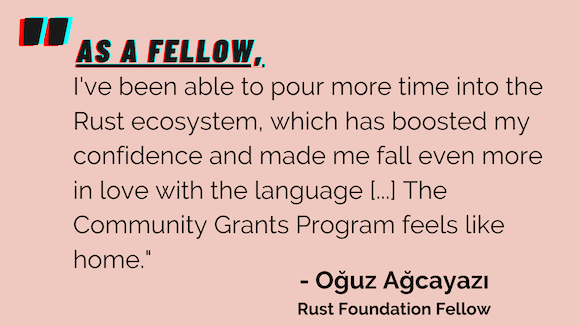 "AS A FELLOW,
I've been able to pour more time into the
Rust ecosystem, which has boosted my
confidence and made me fall even more
in love with the language [...] The
Community Grants Program feels like
home."
- Oğuz Ağcayazı
Rust Foundation Fellow